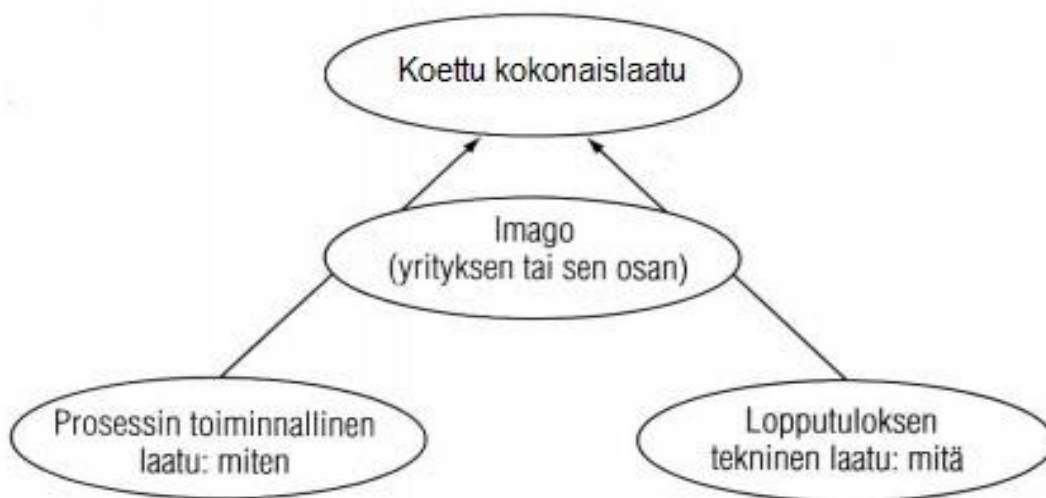 Koettu kokonaislaatu
Imago
(yrityksen tai sen osan)
Prosessin toiminnallinen
laatu: miten
Lopputuloksen
tekninen laatu: mitä